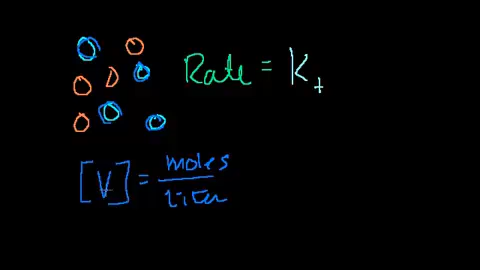 Rate = K+
[V] = moles / liter